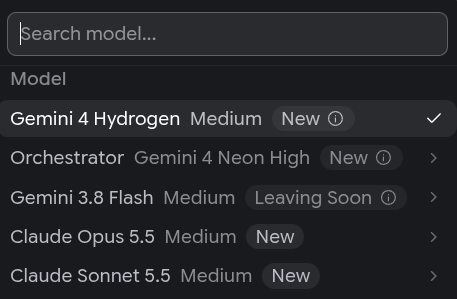 Search model...
Model
Gemini 4 Hydrogen Medium New
Orchestrator Gemini 4 Neon High New
Gemini 3.8 Flash Medium Leaving Soon
Claude Opus 5.5 Medium New
Claude Sonnet 5.5 Medium New